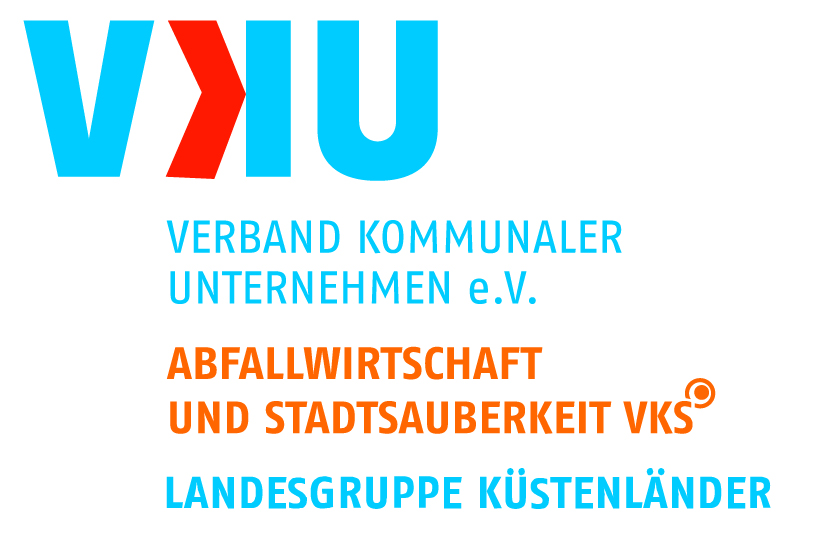 VKU
VERBAND KOMMUNALER
UNTERNEHMEN e.V.
ABFALLWIRTSCHAFT
UND STADTSAUBERKEIT VKS
LANDESGRUPPE KÜSTENLÄNDER